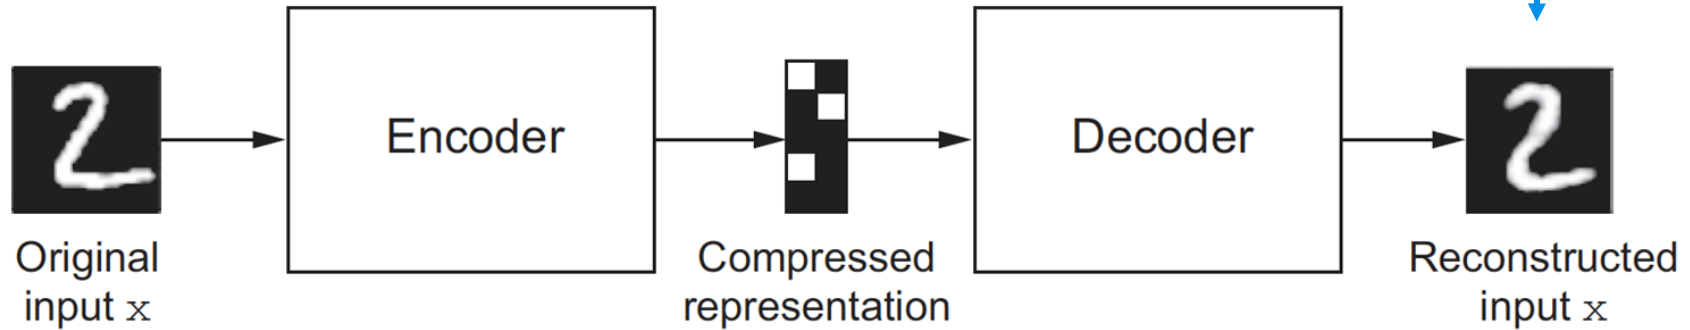 Encoder
Decoder
Original
input x
Compressed
representation
Reconstructed
input x